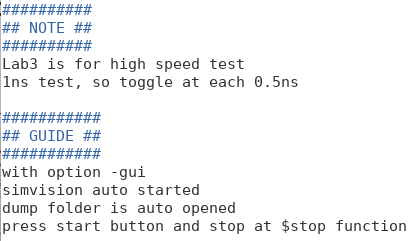 ##########
## NOTE ##
##########
Lab3 is for high speed test
1ns test, so toggle at each 0.5ns

###########
## GUIDE ##
###########
with option -gui
simvision auto started
dump folder is auto opened
press start button and stop at $stop function